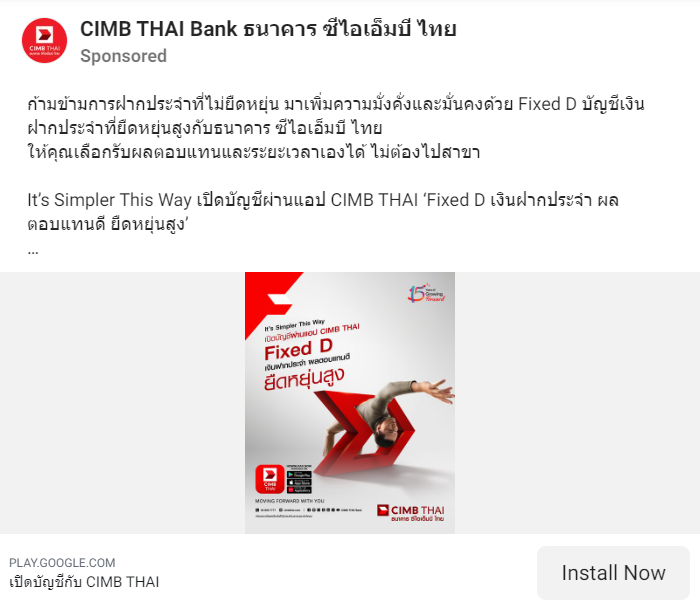 CIMB THAI Bank ธนาคาร ซีไอเอ็มบี ไทย
Sponsored
ก้ามข้ามการฝากประจำที่ไม่ยืดหยุ่น มาเพิ่มความมั่งคั่งและมั่นคงด้วย Fixed D บัญชีเงิน
ฝากประจำที่ยืดหยุ่นสูงกับธนาคาร ซีไอเอ็มบี ไทย
ให้คุณเลือกรับผลตอบแทนและระยะเวลาเองได้ ไม่ต้องไปสาขา
It's Simpler This Way เปิดบัญชีผ่านแอป CIMB THAI 'Fixed D เงินฝากประจำ ผล
ตอบแทนดี ยืดหยุ่นสูง'
...
15 Years of
Growing
Forward
It's Simpler This Way
เปิดบัญชีผ่านแอป CIMB THAI
Fixed D
เงินฝากประจำ ผลตอบแทนดี
ยืดหยุ่นสูง
CIMB
THAI
MOVING FORWARD WITH YOU
CIMB THAI
ธนาคาร ซีไอเอ็มบี ไทย
PLAY.GOOGLE.COM
เปิดบัญชีกับ CIMB THAI
Install Now